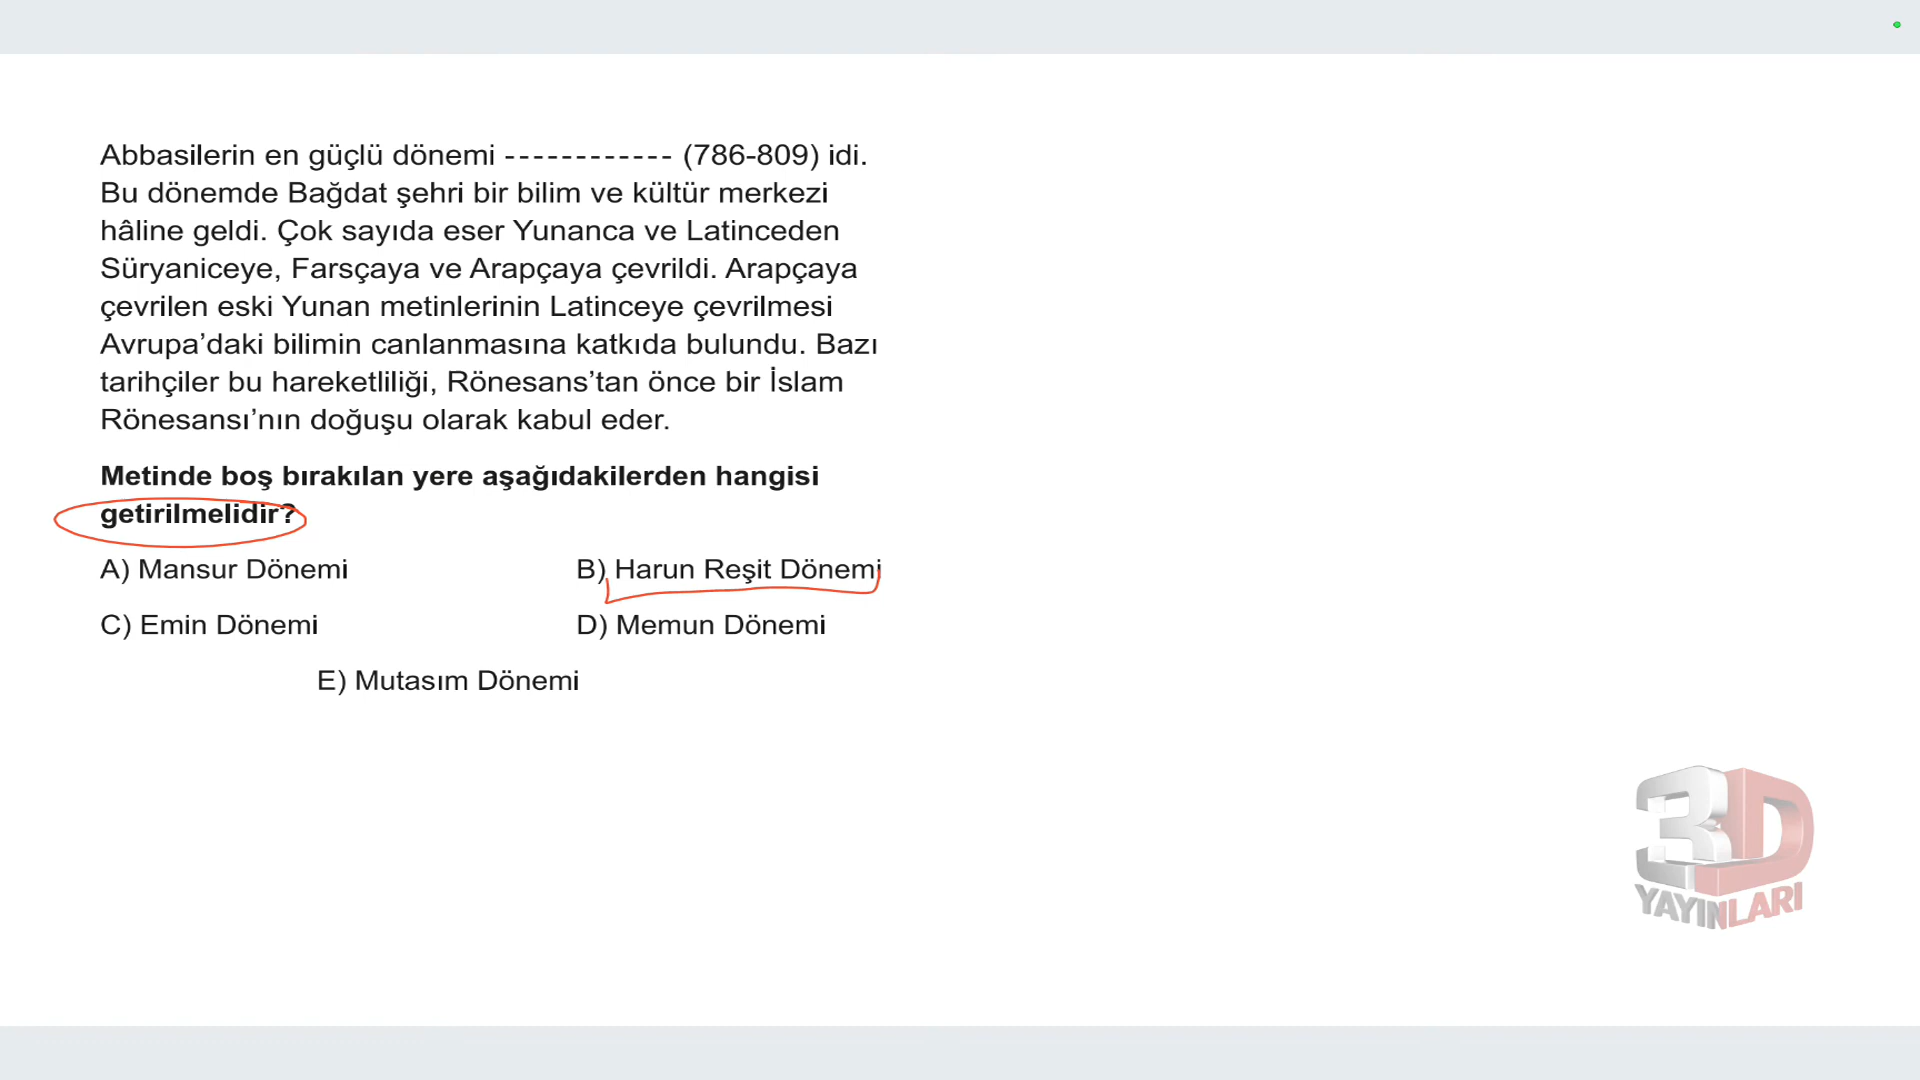 Abbasilerin en güçlü dönemi ------------ (786-809) idi.
Bu dönemde Bağdat şehri bir bilim ve kültür merkezi
hâline geldi. Çok sayıda eser Yunanca ve Latinceden
Süryaniceye, Farsçaya ve Arapçaya çevrildi. Arapçaya
çevrilen eski Yunan metinlerinin Latinceye çevrilmesi
Avrupa’daki bilimin canlanmasına katkıda bulundu. Bazı
tarihçiler bu hareketliliği, Rönesans’tan önce bir İslam
Rönesansı’nın doğuşu olarak kabul eder.
Metinde boş bırakılan yere aşağıdakilerden hangisi
getirilmelidir?
A) Mansur Dönemi B) Harun Reşit Dönemi
C) Emin Dönemi D) Memun Dönemi
E) Mutasım Dönemi
3D
YAYINLARI